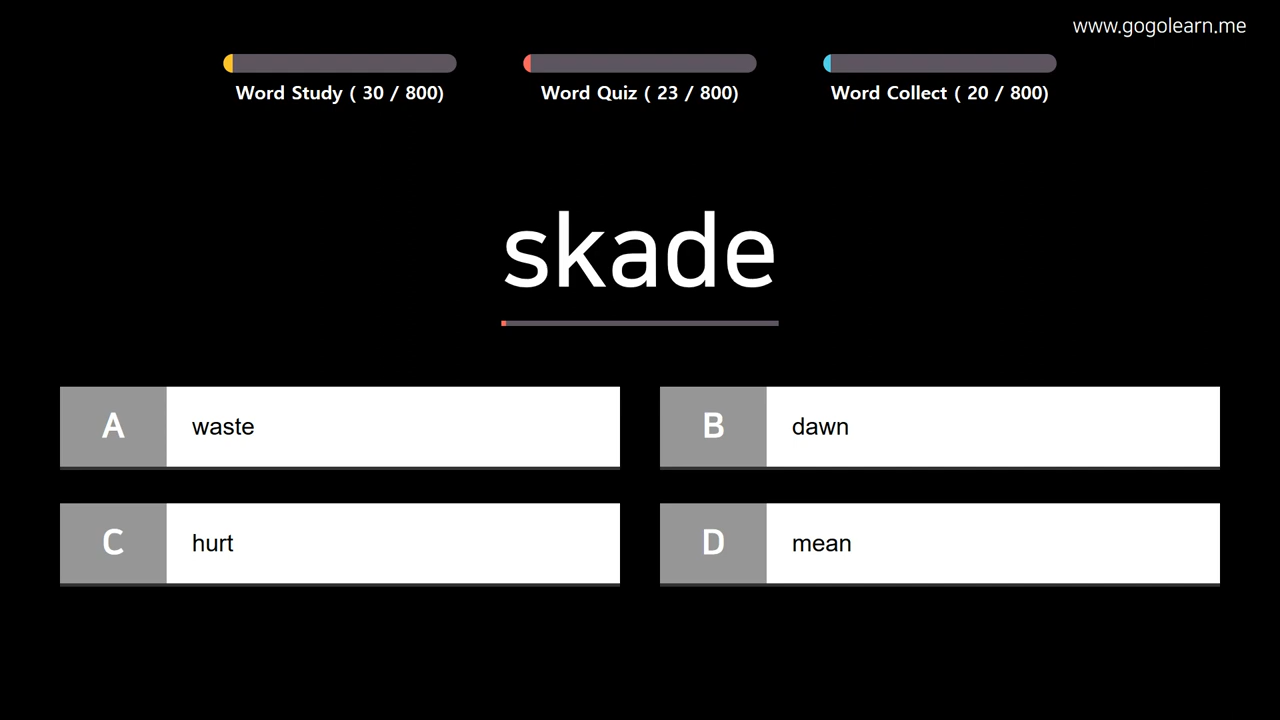 www.gogolearn.me
Word Study ( 30 / 800)
Word Quiz ( 23 / 800)
Word Collect ( 20 / 800)
skade
A waste
B dawn
C hurt
D mean